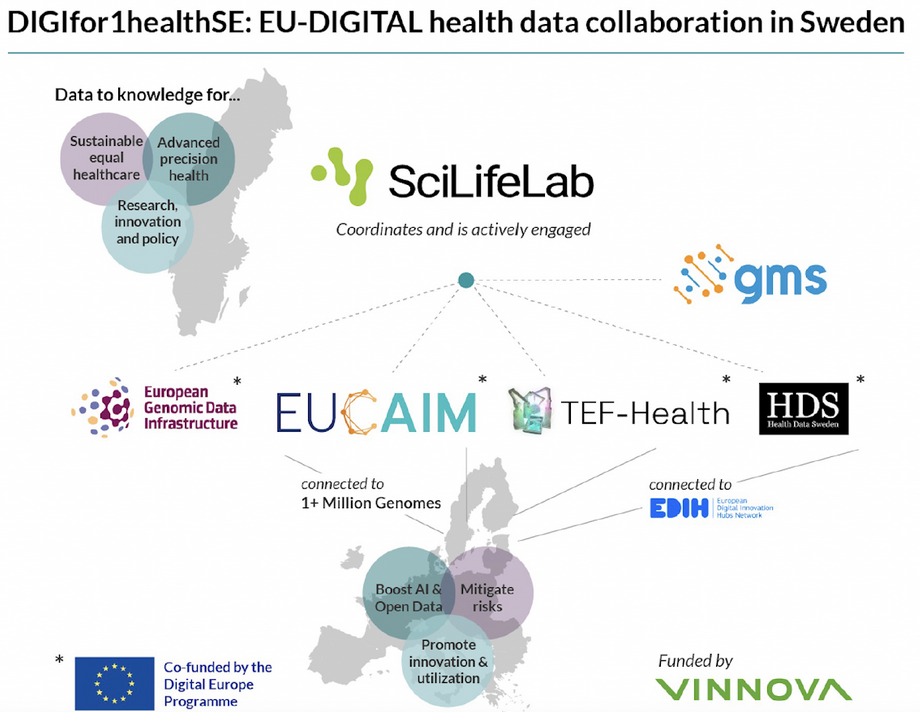 DIGIfor1healthSE: EU-DIGITAL health data collaboration in Sweden
Data to knowledge for...
Sustainable
equal
healthcare
Advanced
precision
health
Research,
innovation
and policy
SciLifeLab
Coordinates and is actively engaged
gms
European
Genomic Data
Infrastructure
*
EUCAIM
*
TEF-Health
*
HDS
Health Data Sweden
*
connected to
1+ Million Genomes
connected to
EDIH
European
Digital Innovation
Hubs Network
Boost AI &
Open Data
Mitigate
risks
Promote
innovation &
utilization
*
Co-funded by the
Digital Europe
Programme
Funded by
VINNOVA